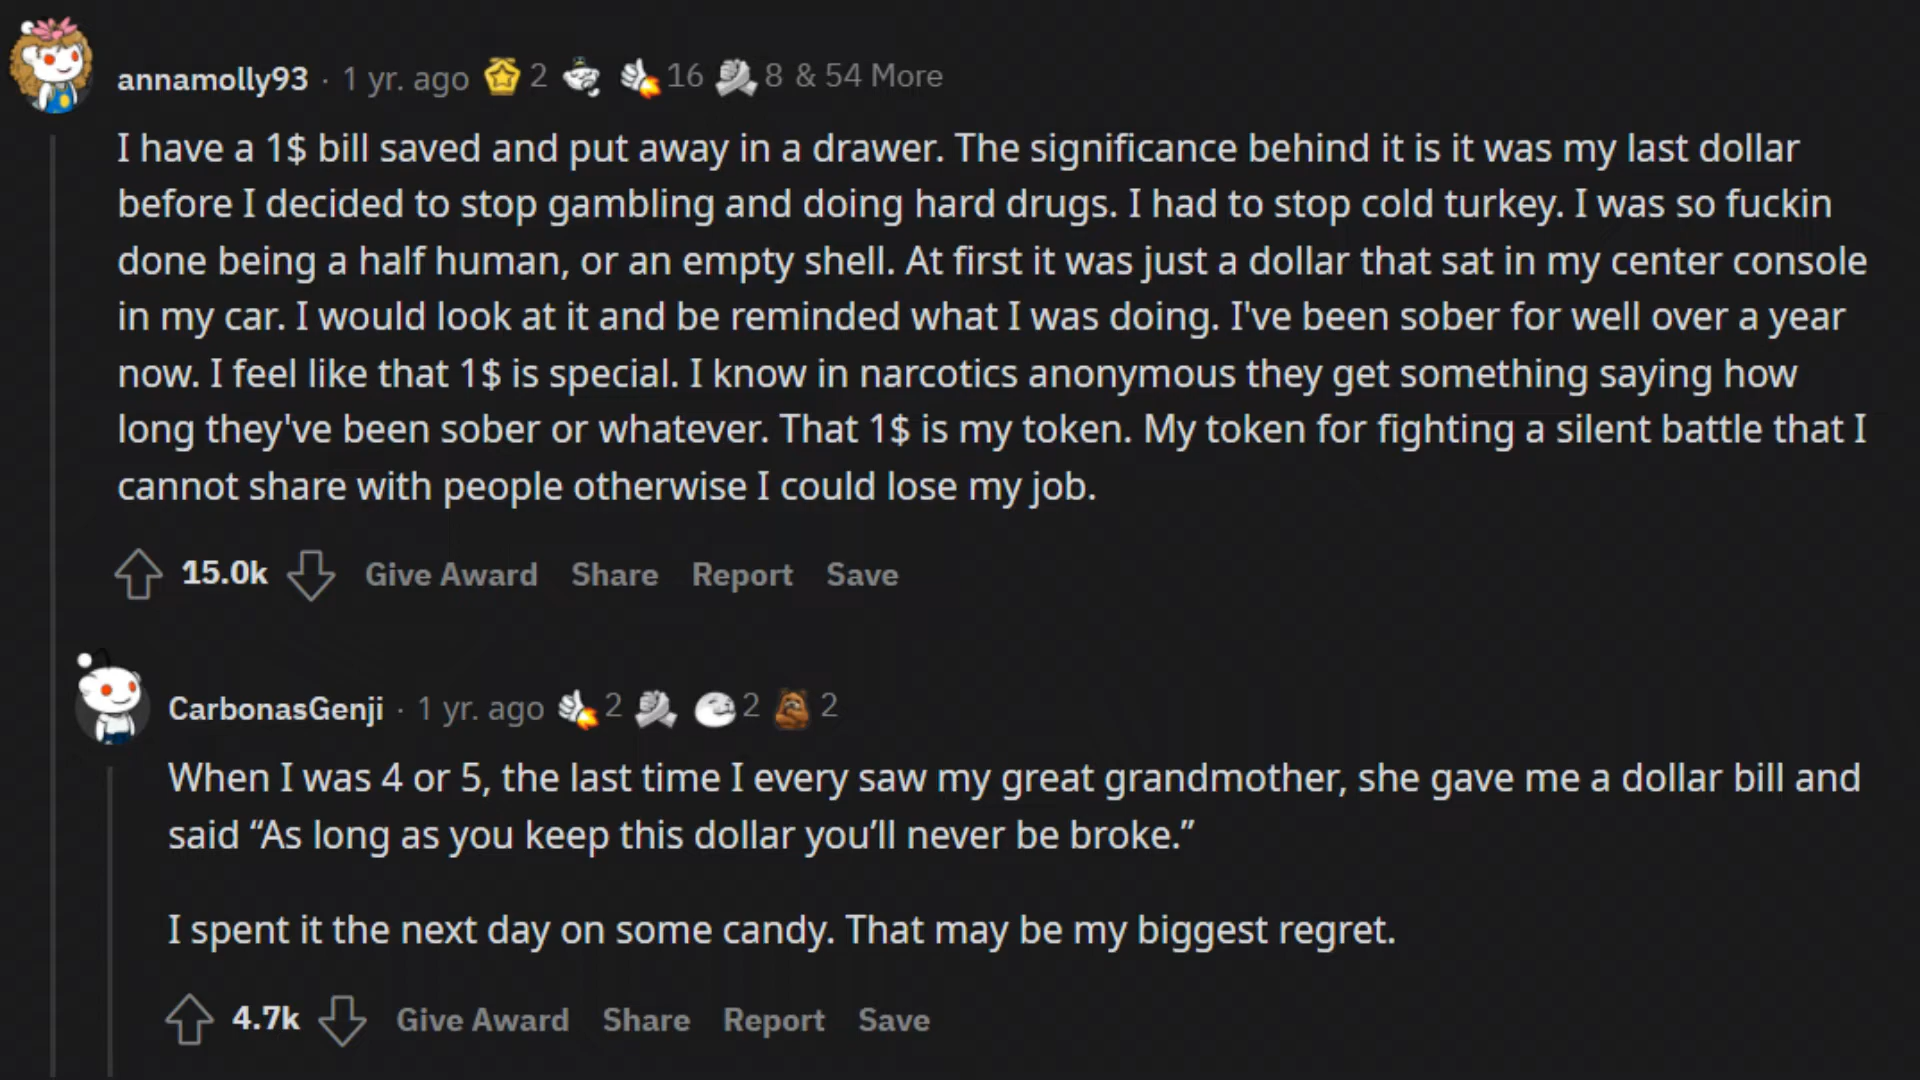 annamolly93 · 1 yr. ago 2 16 8 & 54 More
I have a 1$ bill saved and put away in a drawer. The significance behind it is it was my last dollar
before I decided to stop gambling and doing hard drugs. I had to stop cold turkey. I was so fuckin
done being a half human, or an empty shell. At first it was just a dollar that sat in my center console
in my car. I would look at it and be reminded what I was doing. I've been sober for well over a year
now. I feel like that 1$ is special. I know in narcotics anonymous they get something saying how
long they've been sober or whatever. That 1$ is my token. My token for fighting a silent battle that I
cannot share with people otherwise I could lose my job.
15.0k Give Award Share Report Save
CarbonasGenji · 1 yr. ago 2 2 2
When I was 4 or 5, the last time I every saw my great grandmother, she gave me a dollar bill and
said “As long as you keep this dollar you’ll never be broke.”
I spent it the next day on some candy. That may be my biggest regret.
4.7k Give Award Share Report Save